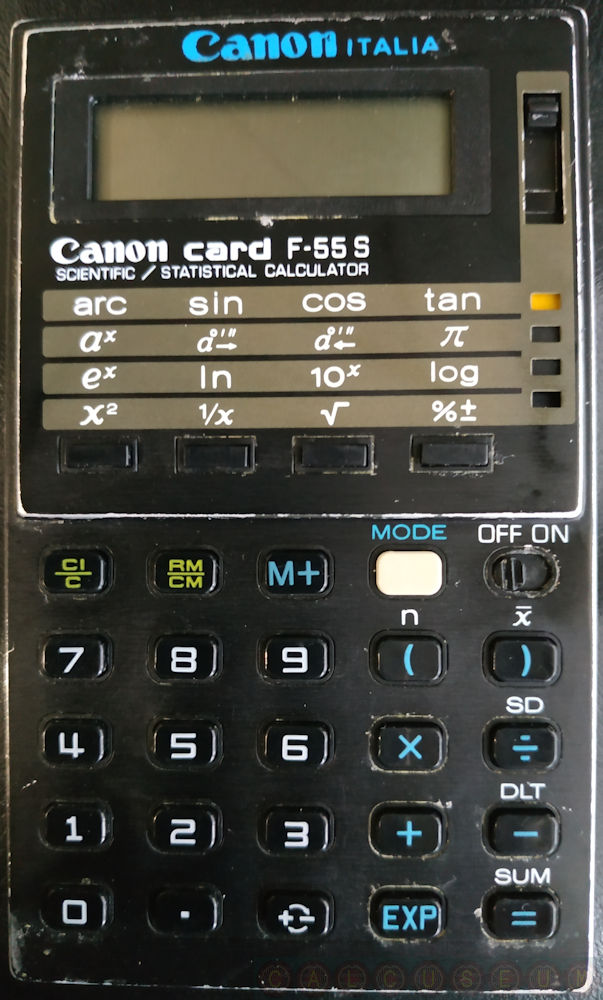 Canon ITALIA
Canon card F-55 S
SCIENTIFIC / STATISTICAL CALCULATOR
arc sin cos tan
aˣ d°'"→ d°'"← π
eˣ ln 10ˣ log
x² 1/x √ %±
MODE OFF ON
CI/C RM/CM M+
n x̄
7 8 9 ( )
SD
4 5 6 × ÷
DLT
1 2 3 + −
SUM
0 . +⇄− EXP =
CALCUSEUM